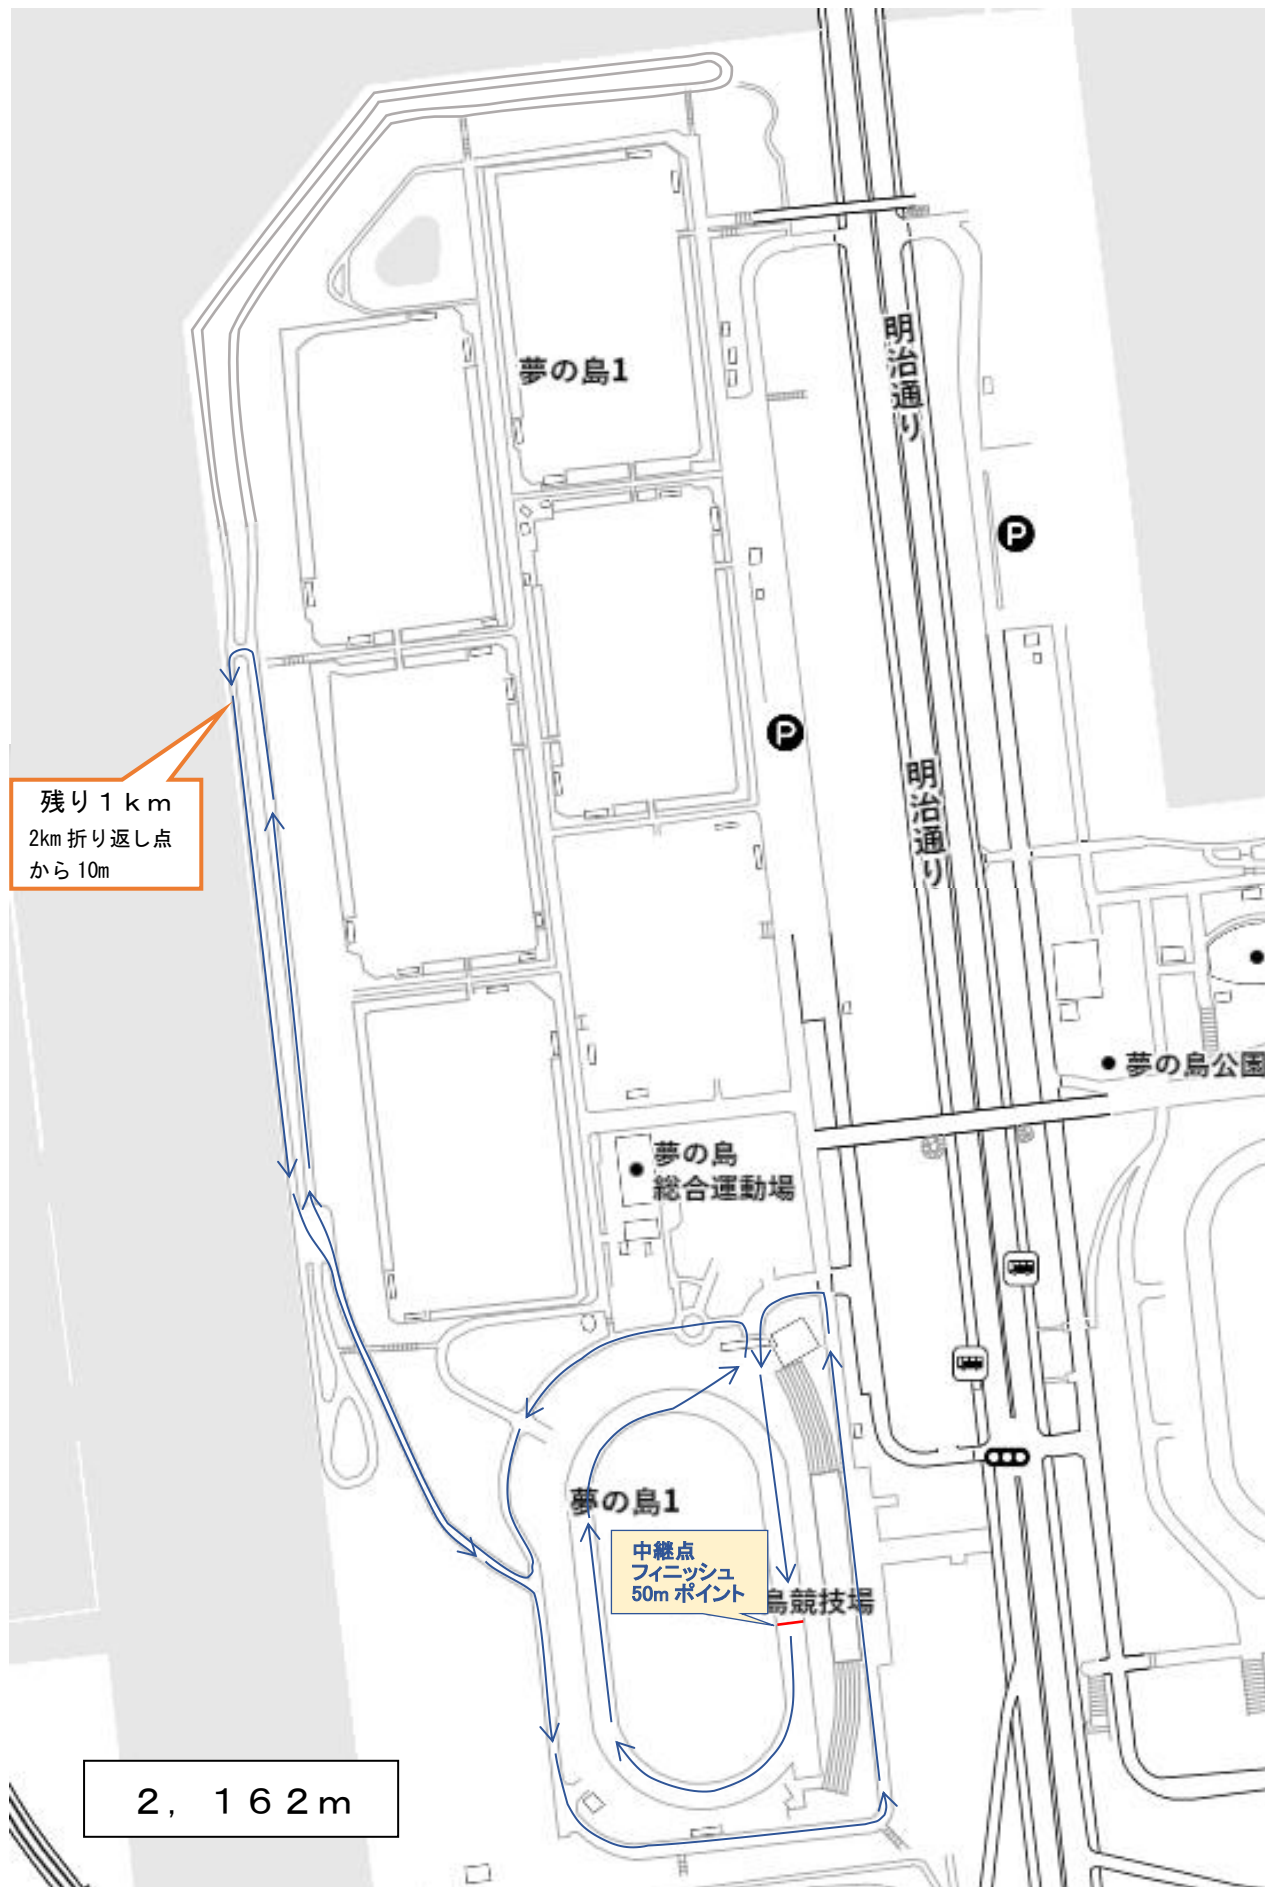 夢の島1
明治通り
P
P
明治通り
残り１ｋｍ
2km 折り返し点
から 10m
夢の島公園
夢の島
総合運動場
夢の島1
中継点
フィニッシュ
50m ポイント
島競技場
２，１６２ｍ